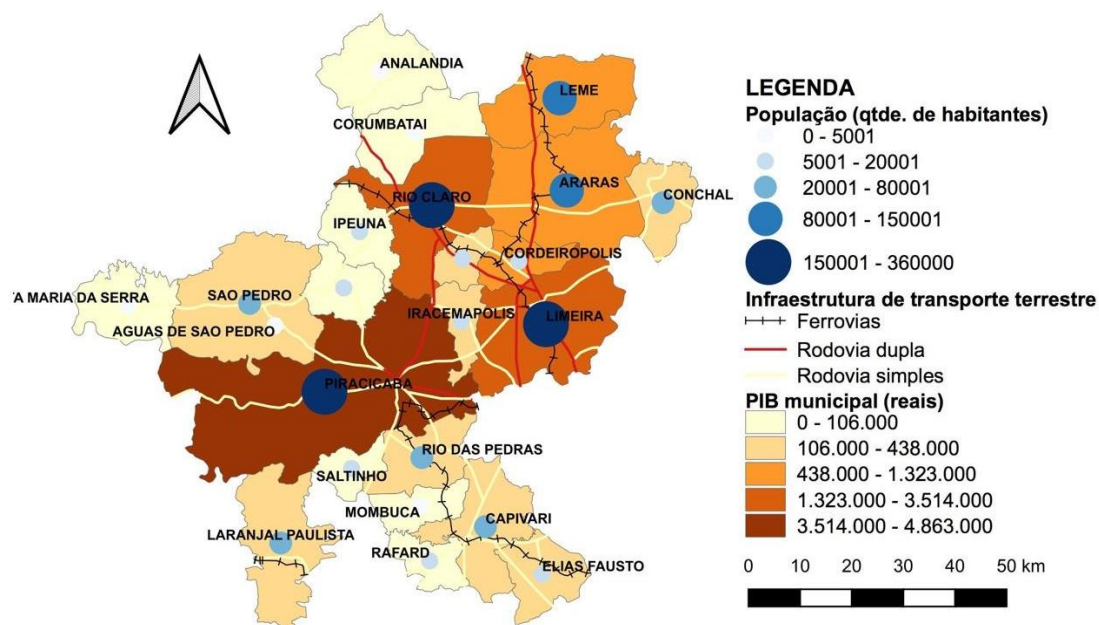 ANALANDIA
LEME
CORUMBATAI
ARARAS
CONCHAL
RIO CLARO
IPEUNA
CORDEIROPOLIS
TA MARIA DA SERRA
SAO PEDRO
AGUAS DE SAO PEDRO
IRACEMAPOLIS
LIMEIRA
PIRACICABA
RIO DAS PEDRAS
SALTINHO
MOMBUCA
CAPIVARI
LARANJAL PAULISTA
RAFARD
ELIAS FAUSTO
LEGENDA
População (qtde. de habitantes)
0 - 5001
5001 - 20001
20001 - 80001
80001 - 150001
150001 - 360000
Infraestrutura de transporte terrestre
Ferrovias
Rodovia dupla
Rodovia simples
PIB municipal (reais)
0 - 106.000
106.000 - 438.000
438.000 - 1.323.000
1.323.000 - 3.514.000
3.514.000 - 4.863.000
0 10 20 30 40 50 km